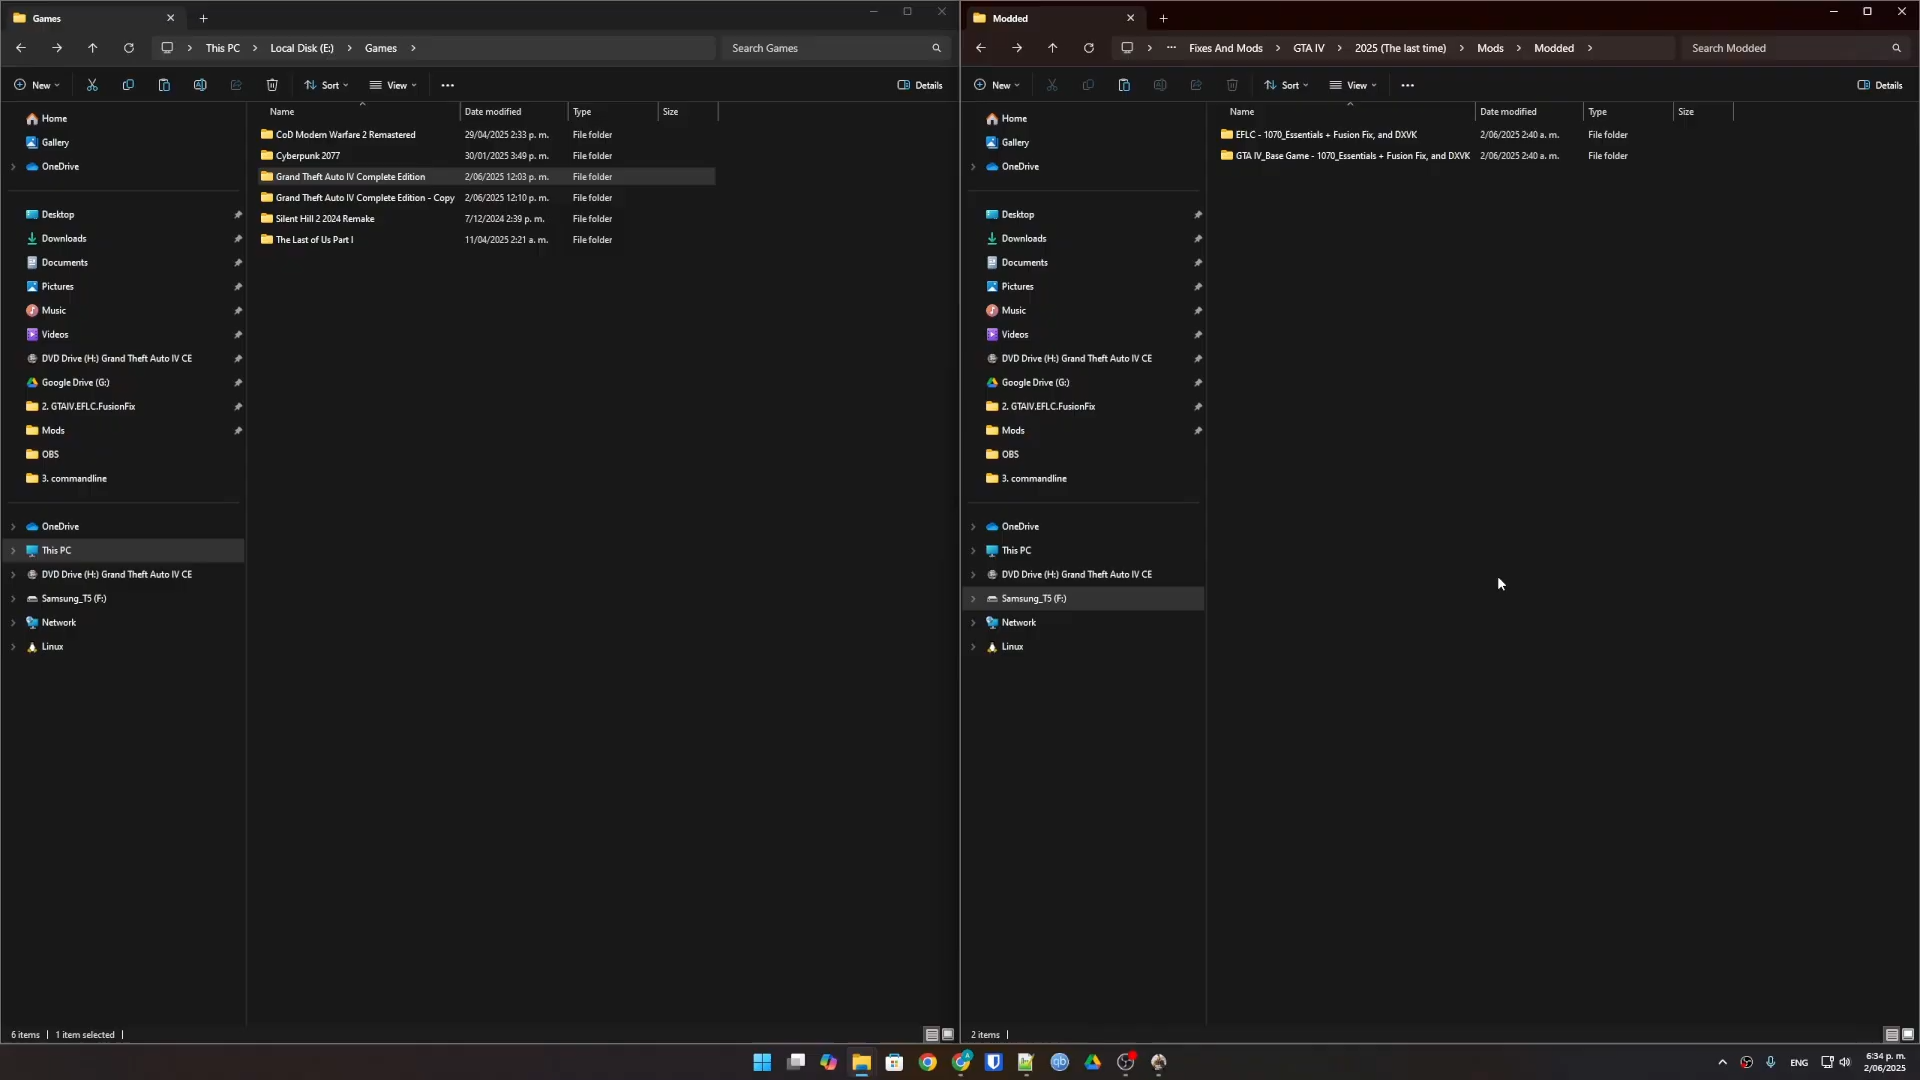 Games
This PC
Local Disk (E:)
Games
Search Games
New
Sort
View
Details
Home
Gallery
OneDrive
Desktop
Downloads
Documents
Pictures
Music
Videos
DVD Drive (H:) Grand Theft Auto IV CE
Google Drive (G:)
2. GTAIV.EFLC.FusionFix
Mods
OBS
3. commandline
OneDrive
This PC
DVD Drive (H:) Grand Theft Auto IV CE
Samsung_T5 (F:)
Network
Linux
Name Date modified Type Size
CoD Modern Warfare 2 Remastered 29/04/2025 2:33 p. m. File folder
Cyberpunk 2077 30/01/2025 3:49 p. m. File folder
Grand Theft Auto IV Complete Edition 2/06/2025 12:03 p. m. File folder
Grand Theft Auto IV Complete Edition - Copy 2/06/2025 12:10 p. m. File folder
Silent Hill 2 2024 Remake 7/12/2024 2:39 p. m. File folder
The Last of Us Part I 11/04/2025 2:21 a. m. File folder
6 items
1 item selected
Modded
Fixes And Mods
GTA IV
2025 (The last time)
Mods
Modded
Search Modded
New
Sort
View
Details
Home
Gallery
OneDrive
Desktop
Downloads
Documents
Pictures
Music
Videos
DVD Drive (H:) Grand Theft Auto IV CE
Google Drive (G:)
2. GTAIV.EFLC.FusionFix
Mods
OBS
3. commandline
OneDrive
This PC
DVD Drive (H:) Grand Theft Auto IV CE
Samsung_T5 (F:)
Network
Linux
Name Date modified Type Size
EFLC - 1070_Essentials + Fusion Fix, and DXVK 2/06/2025 2:40 a. m. File folder
GTA IV_Base Game - 1070_Essentials + Fusion Fix, and DXVK 2/06/2025 2:40 a. m. File folder
2 items
qb
ENG
6:34 p. m.
2/06/2025